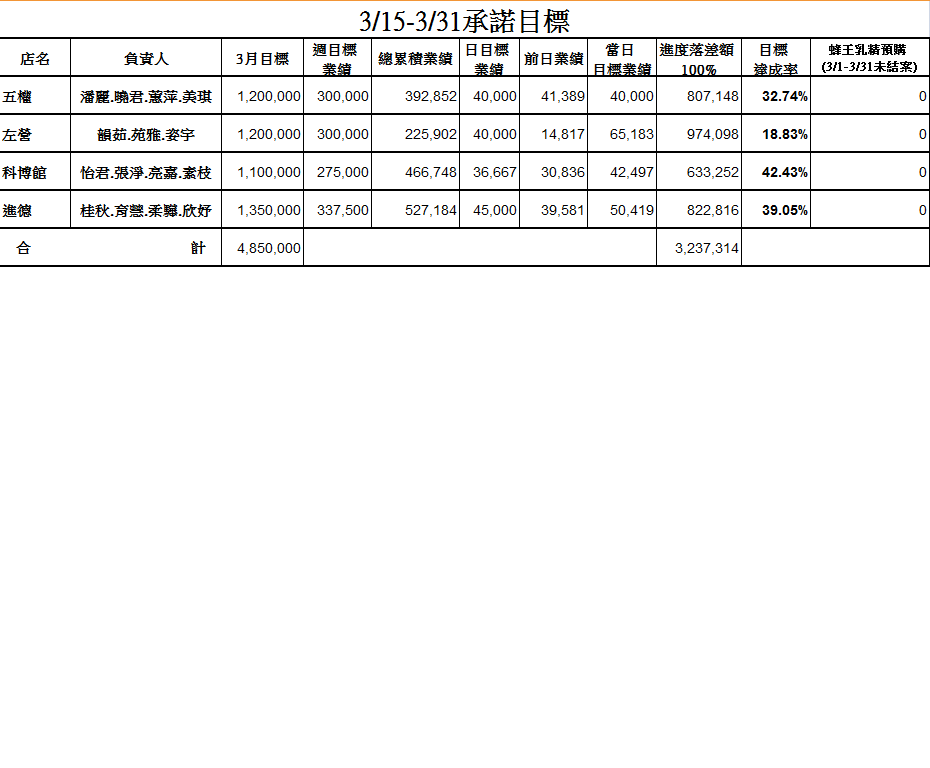 3/15-3/31承諾目標
店名 負責人 3月目標 週目標業績 總累積業績 日目標業績 前日業績 當日目標業績 進度落差額100% 目標達成率 蜂王乳精預購(3/1-3/31未結案)
五權 潘麗.曉君.蕙萍.美琪 1,200,000 300,000 392,852 40,000 41,389 40,000 807,148 32.74% 0
左營 韻茹.苑雅.姿宇 1,200,000 300,000 225,902 40,000 14,817 65,183 974,098 18.83% 0
科博館 怡君.張淨.亮嘉.素枝 1,100,000 275,000 466,748 36,667 30,836 42,497 633,252 42.43% 0
進德 桂秋.育慧.柔驊.欣妤 1,350,000 337,500 527,184 45,000 39,581 50,419 822,816 39.05% 0
合 計 4,850,000 3,237,314